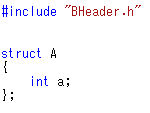 #include "BHeader.h"
struct A
{
    int a;
};